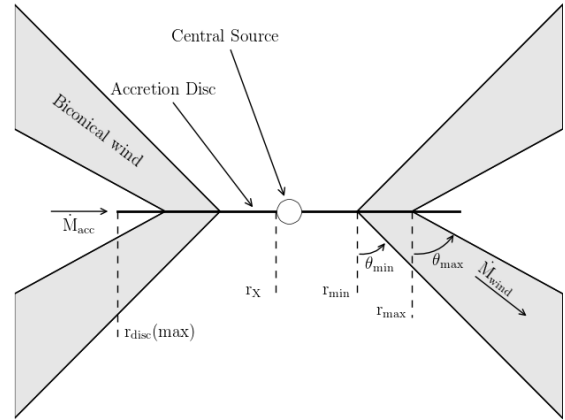 Central Source
Accretion Disc
Biconical wind
Ṁacc
rX
rmin
θmin
θmax
Ṁwind
rmax
rdisc(max)